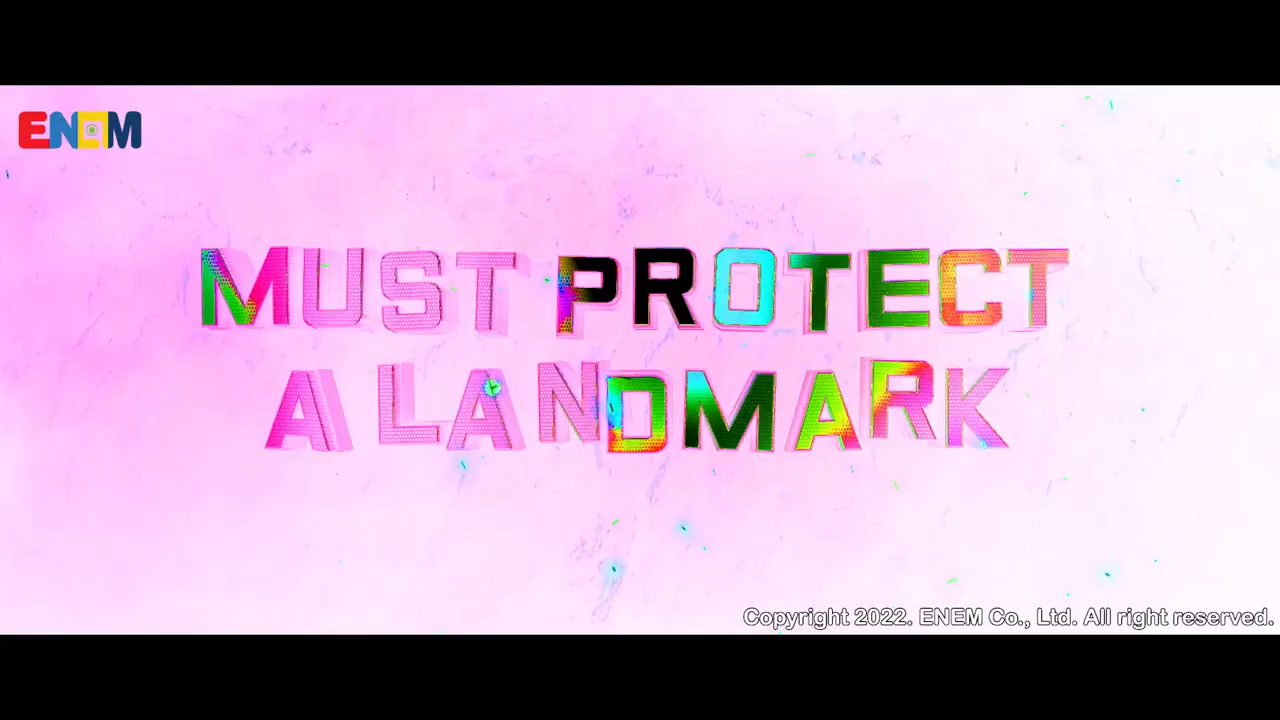 ENEM
MUST PROTECT
A LANDMARK
Copyright 2022. ENEM Co., Ltd. All right reserved.